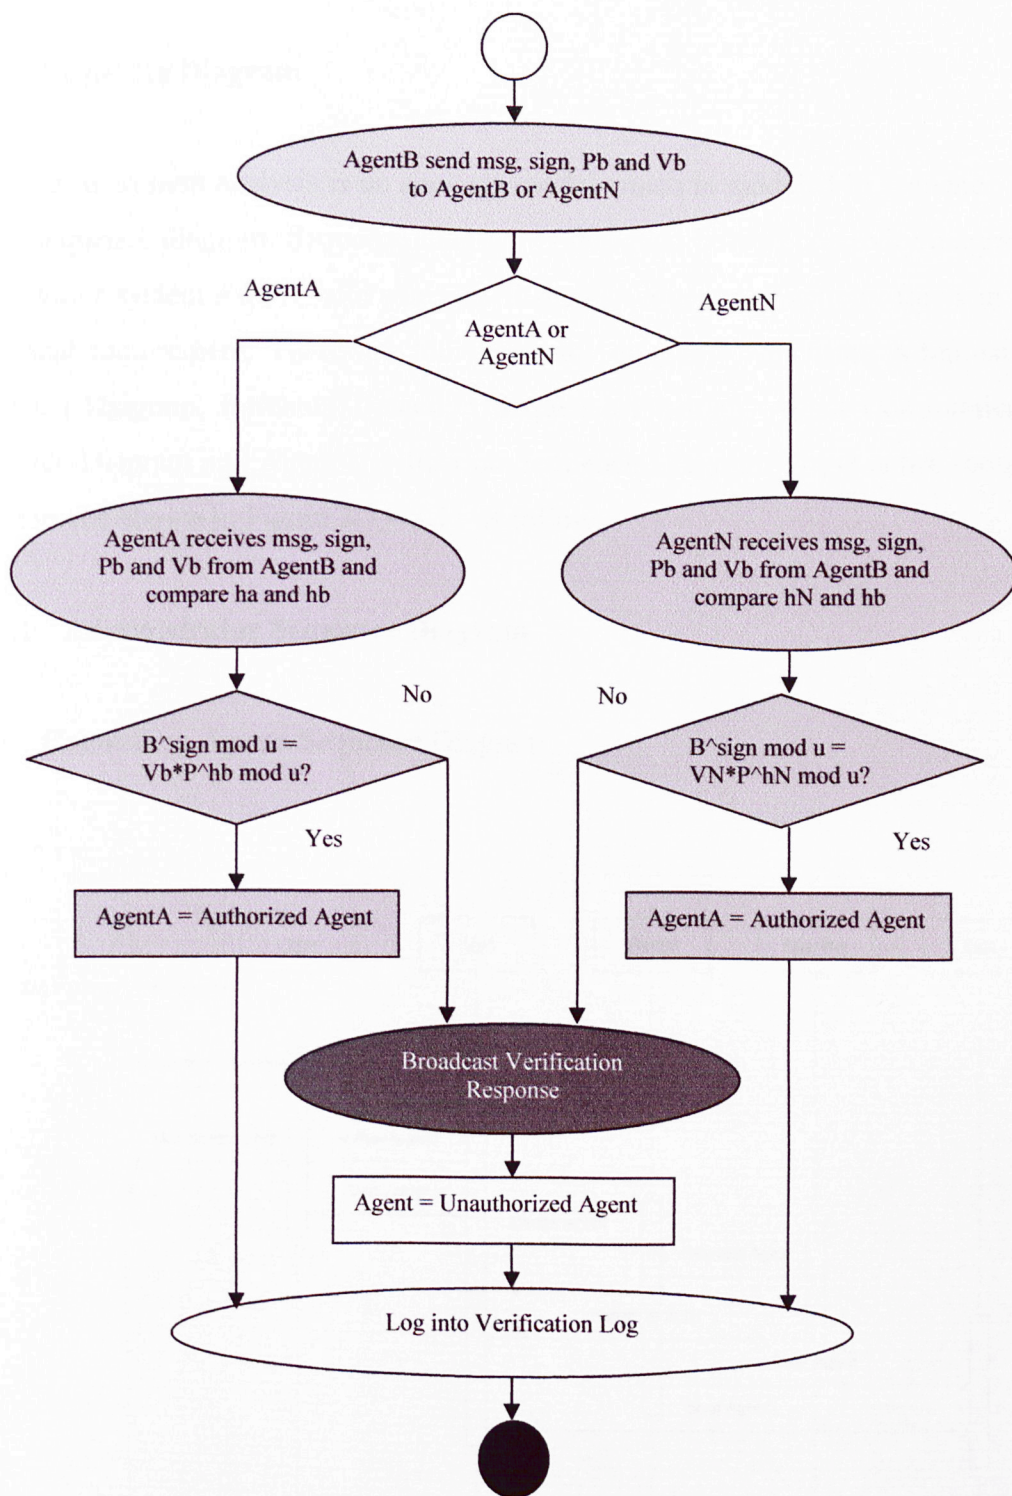 AgentB send msg, sign, Pb and Vb
to AgentB or AgentN
AgentA
AgentN
AgentA or
AgentN
AgentA receives msg, sign,
Pb and Vb from AgentB and
compare ha and hb
AgentN receives msg, sign,
Pb and Vb from AgentB and
compare hN and hb
No
No
B^sign mod u =
Vb*P^hb mod u?
B^sign mod u =
VN*P^hN mod u?
Yes
Yes
AgentA = Authorized Agent
AgentA = Authorized Agent
Broadcast Verification
Response
Agent = Unauthorized Agent
Log into Verification Log